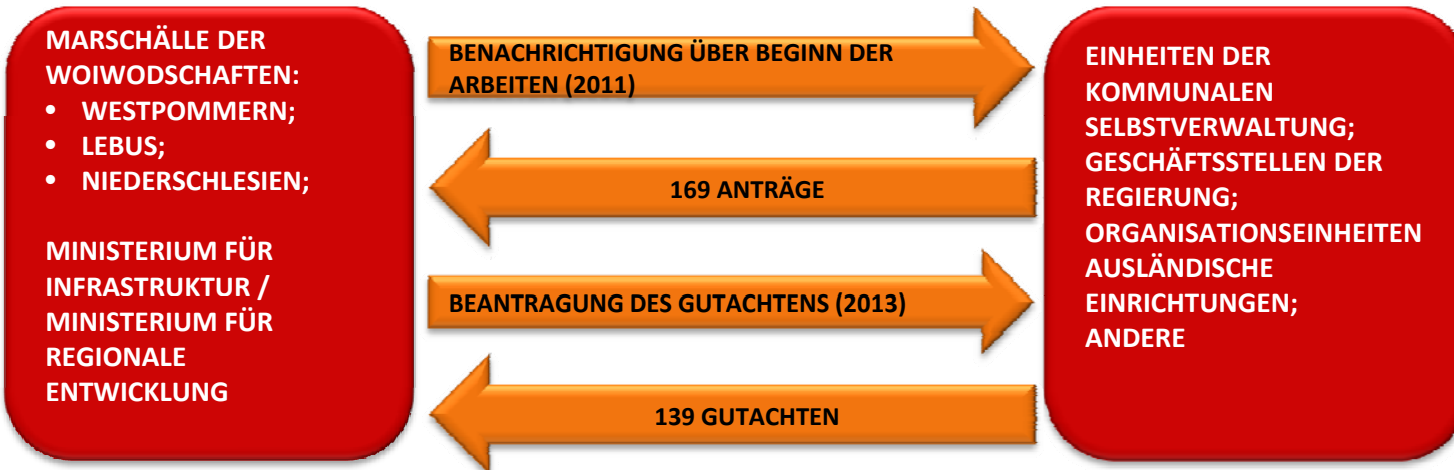 MARSCHÄLLE DER
WOIWODSCHAFTEN:
• WESTPOMMERN;
• LEBUS;
• NIEDERSCHLESIEN;
MINISTERIUM FÜR
INFRASTRUKTUR /
MINISTERIUM FÜR
REGIONALE
ENTWICKLUNG
BENACHRICHTIGUNG ÜBER BEGINN DER
ARBEITEN (2011)
169 ANTRÄGE
BEANTRAGUNG DES GUTACHTENS (2013)
139 GUTACHTEN
EINHEITEN DER
KOMMUNALEN
SELBSTVERWALTUNG;
GESCHÄFTSSTELLEN DER
REGIERUNG;
ORGANISATIONSEINHEITEN
AUSLÄNDISCHE
EINRICHTUNGEN;
ANDERE